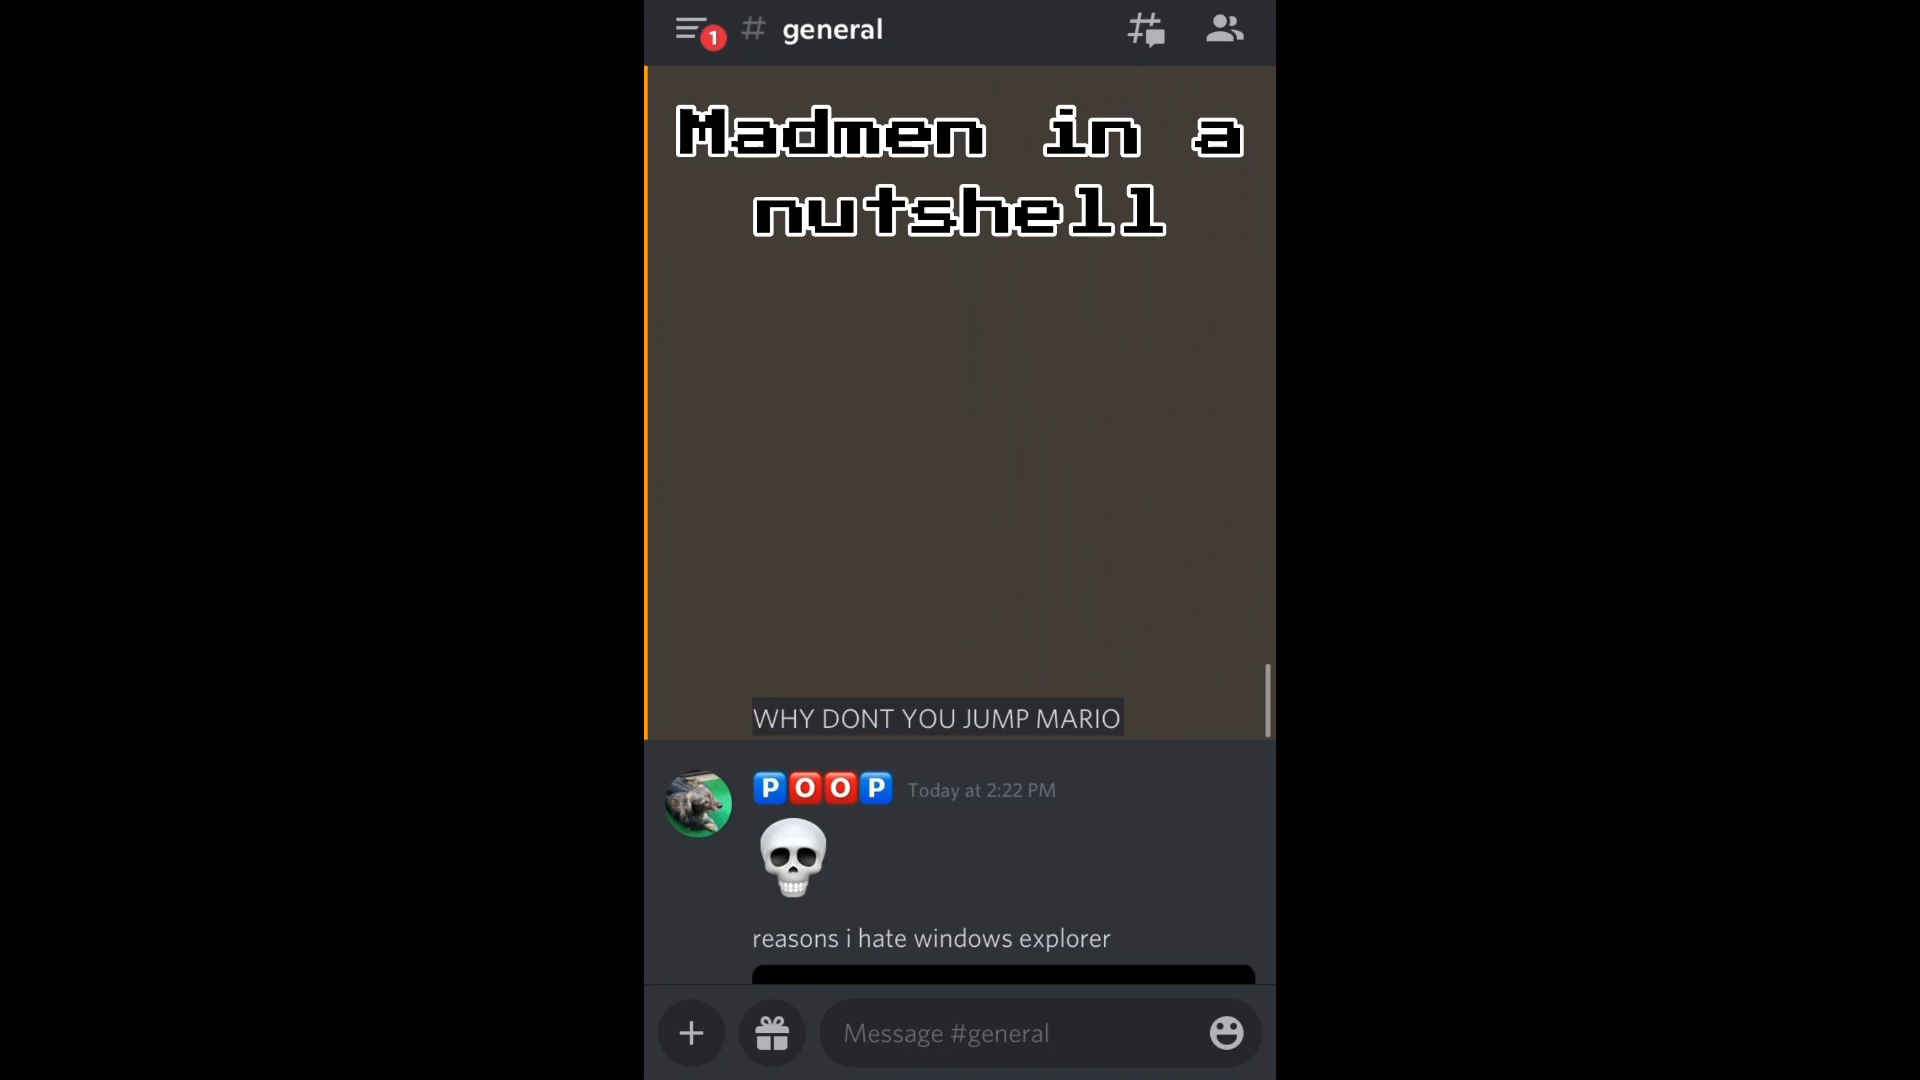 1 # general
Madmen in a
nutshell
WHY DONT YOU JUMP MARIO
🅿️🅾️🅾️🅿️ Today at 2:22 PM
reasons i hate windows explorer
Message #general